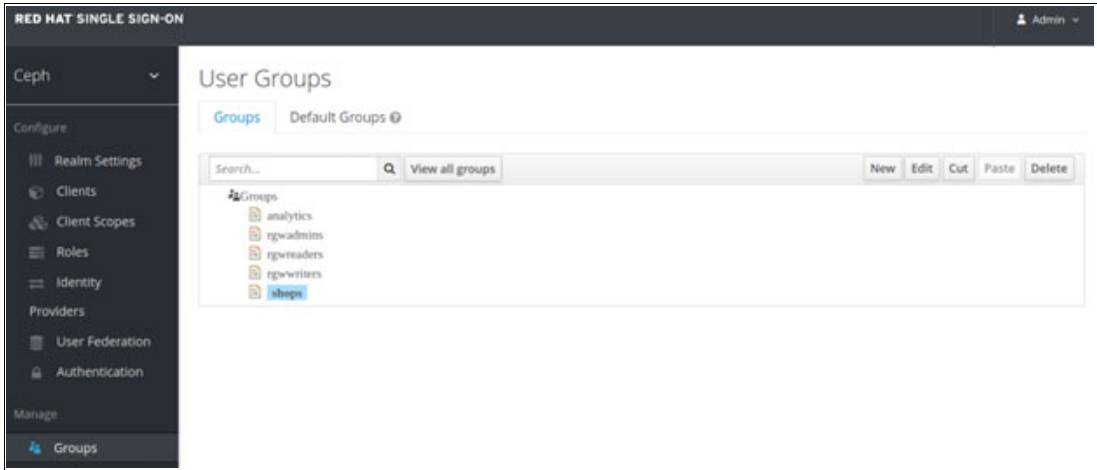 RED HAT SINGLE SIGN-ON
Admin
Ceph
User Groups
Groups
Default Groups
Configure
Realm Settings
Clients
Client Scopes
Roles
Identity
Providers
User Federation
Authentication
Manage
Groups
Search...
View all groups
New
Edit
Cut
Paste
Delete
Groups
analytics
rgwadmins
rgwreaders
rgwwriters
shops